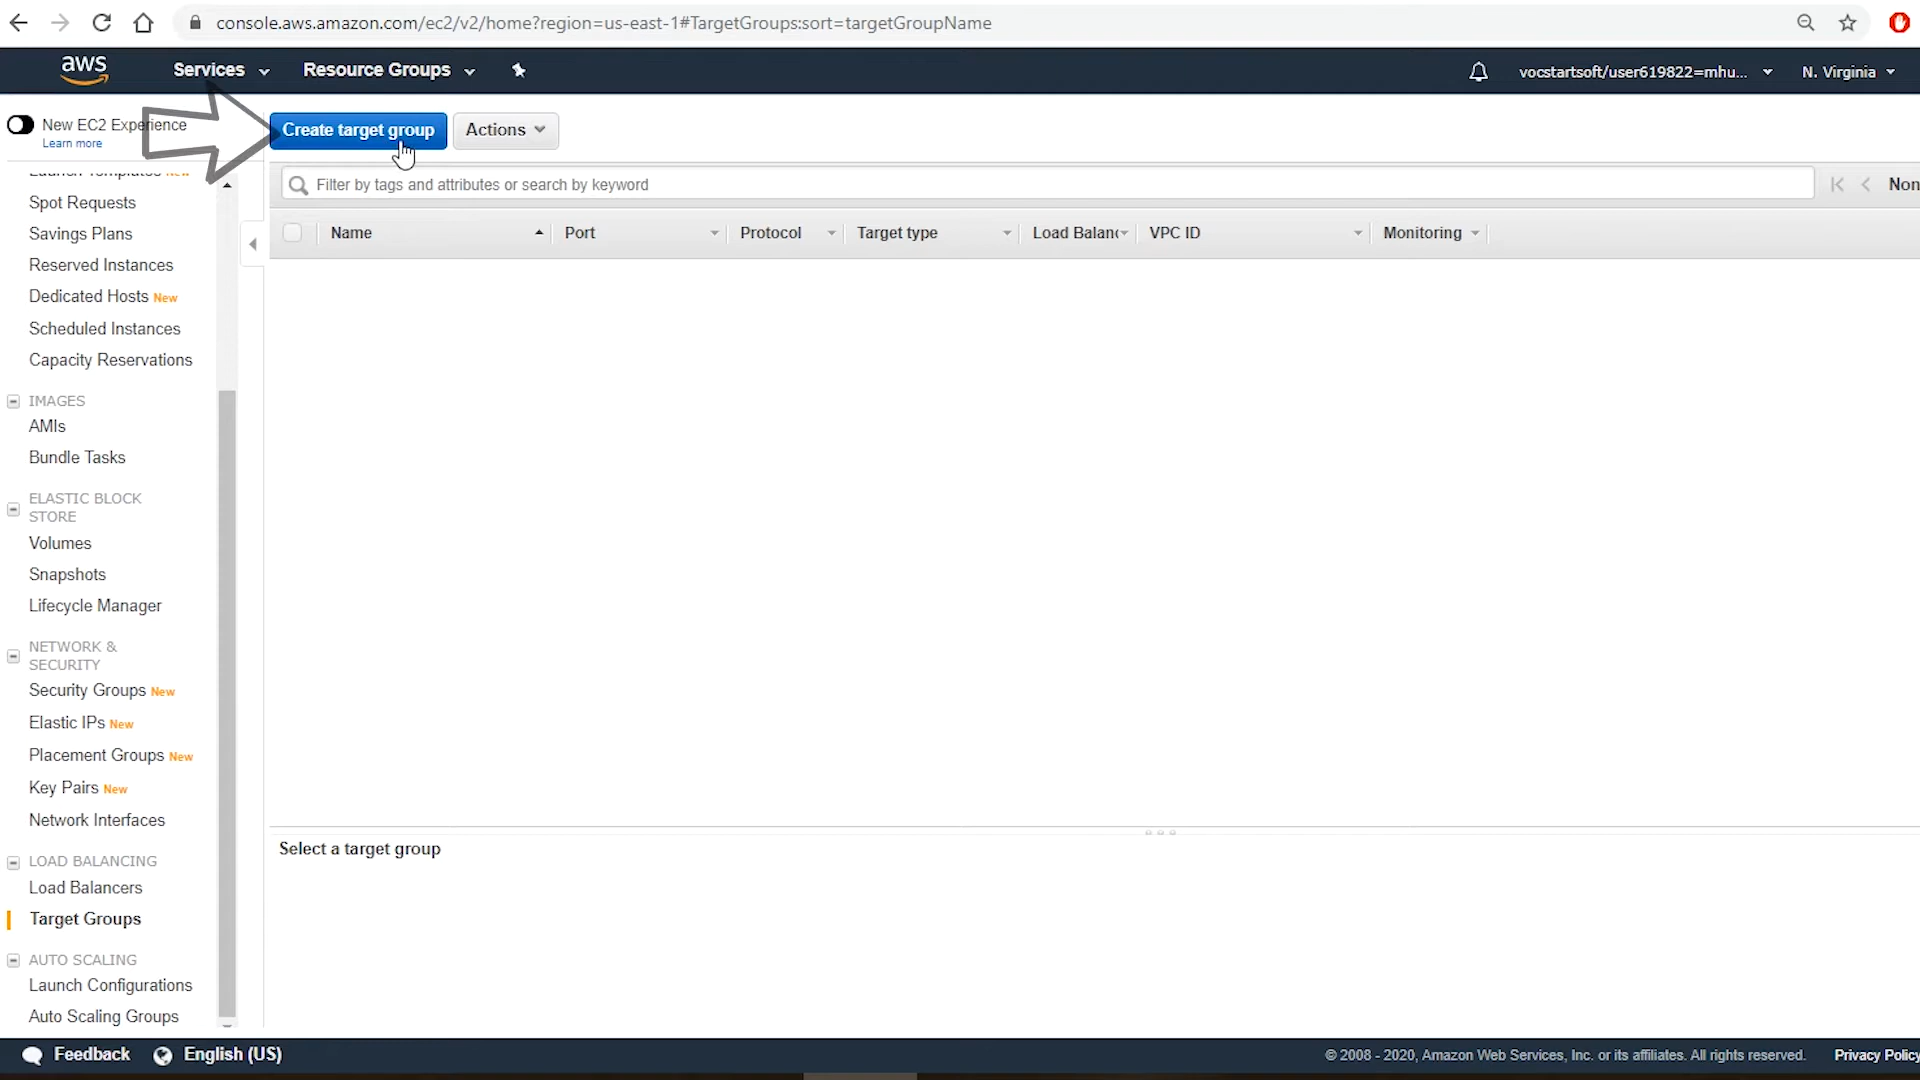 console.aws.amazon.com/ec2/v2/home?region=us-east-1#TargetGroups:sort=targetGroupName
aws
Services
Resource Groups
vocstartsoft/user619822=mhu...
N. Virginia
New EC2 Experience
Learn more
Create target group
Actions
Filter by tags and attributes or search by keyword
Non
Name
Port
Protocol
Target type
Load Balanc
VPC ID
Monitoring
Launch Templates New
Spot Requests
Savings Plans
Reserved Instances
Dedicated Hosts New
Scheduled Instances
Capacity Reservations
IMAGES
AMIs
Bundle Tasks
ELASTIC BLOCK
STORE
Volumes
Snapshots
Lifecycle Manager
NETWORK &
SECURITY
Security Groups New
Elastic IPs New
Placement Groups New
Key Pairs New
Network Interfaces
LOAD BALANCING
Load Balancers
Target Groups
AUTO SCALING
Launch Configurations
Auto Scaling Groups
Select a target group
Feedback
English (US)
© 2008 - 2020, Amazon Web Services, Inc. or its affiliates. All rights reserved.
Privacy Policy